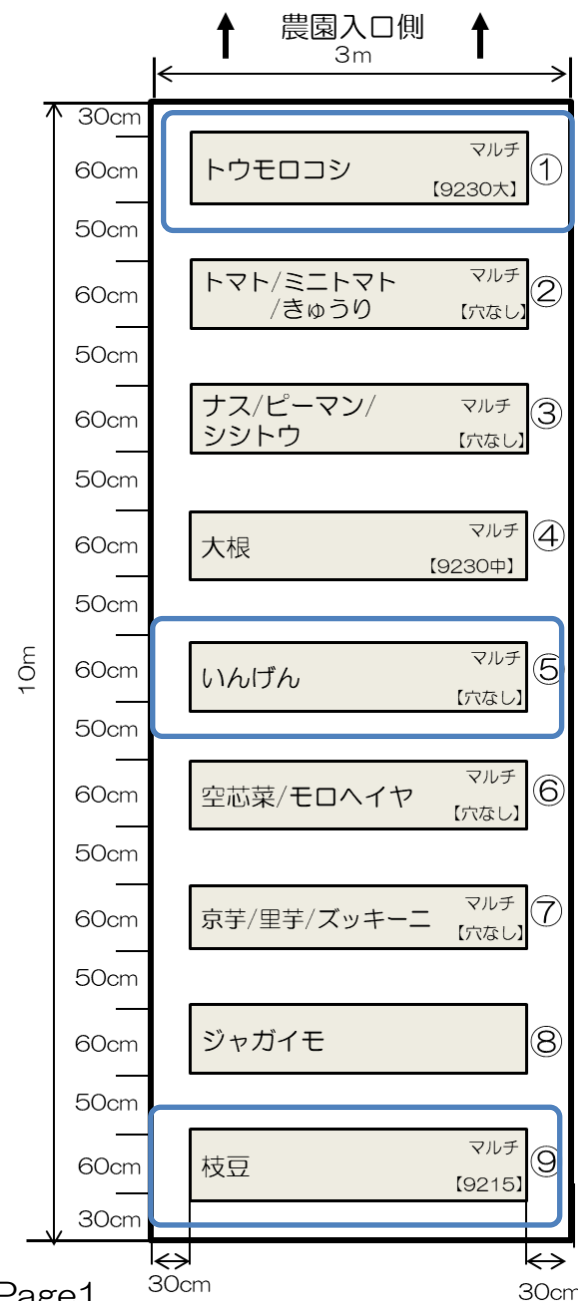 農園入口側
3m
30cm
60cm
トウモロコシ
マルチ
【9230大】
①
50cm
60cm
トマト/ミニトマト
/きゅうり
マルチ
【穴なし】
②
50cm
60cm
ナス/ピーマン/
シシトウ
マルチ
【穴なし】
③
50cm
60cm
大根
マルチ
【9230中】
④
50cm
10m
60cm
いんげん
マルチ
【穴なし】
⑤
50cm
60cm
空芯菜/モロヘイヤ
マルチ
【穴なし】
⑥
50cm
60cm
京芋/里芋/ズッキーニ
マルチ
【穴なし】
⑦
50cm
60cm
ジャガイモ
⑧
50cm
60cm
枝豆
マルチ
【9215】
⑨
30cm
30cm
30cm
Page1